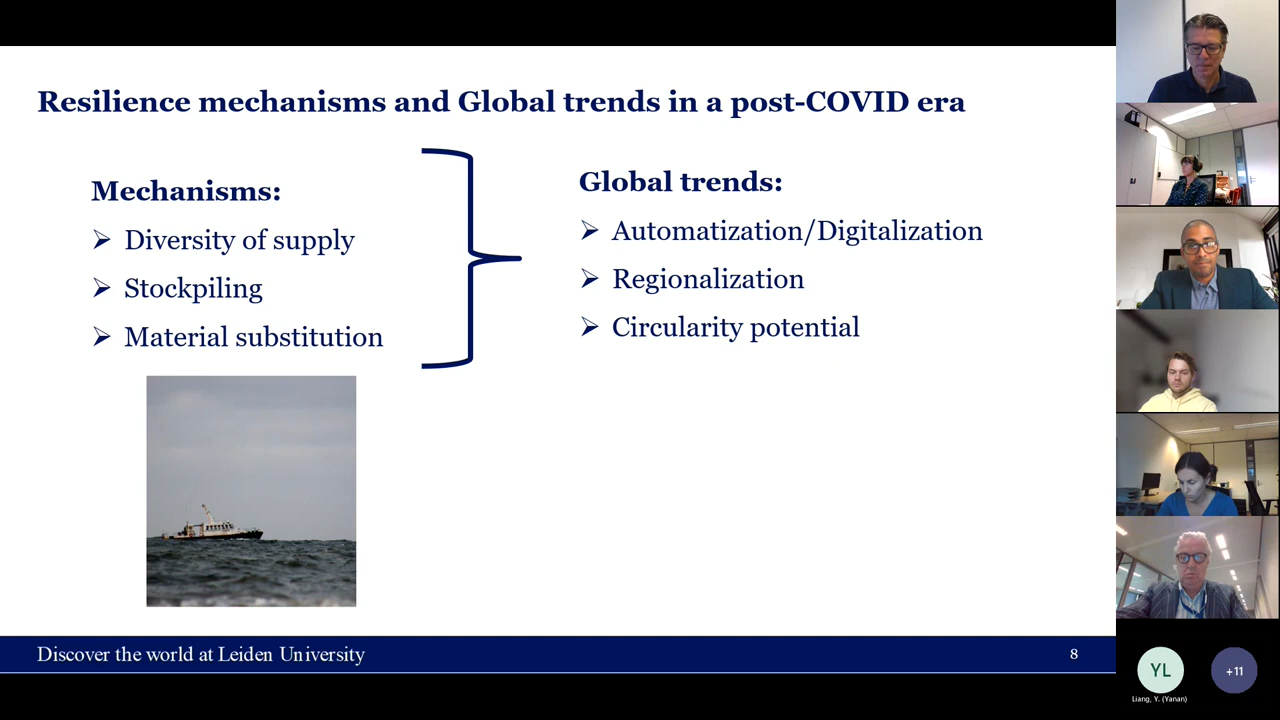 Resilience mechanisms and Global trends in a post-COVID era
Mechanisms:
Diversity of supply
Stockpiling
Material substitution
Global trends:
Automatization/Digitalization
Regionalization
Circularity potential
Discover the world at Leiden University
8
YL
Liang, Y. (Yanan)
+11